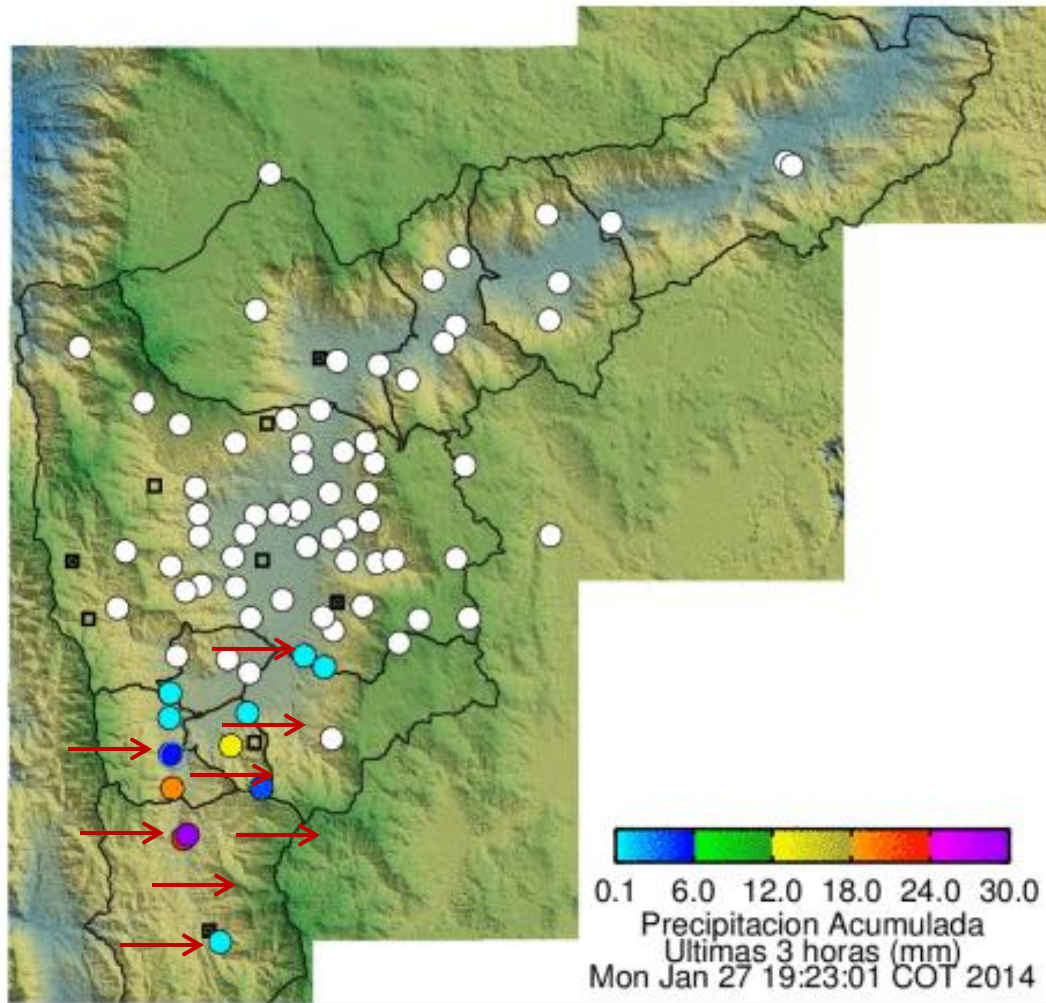 0.1 6.0 12.0 18.0 24.0 30.0
Precipitacion Acumulada
Ultimas 3 horas (mm)
Mon Jan 27 19:23:01 COT 2014